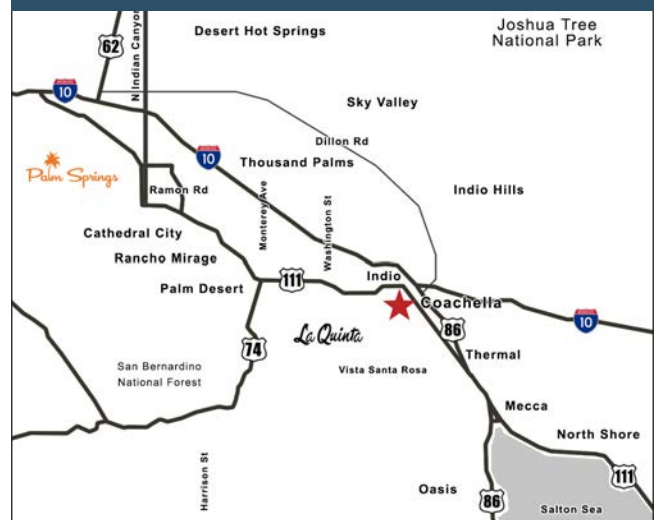 Joshua Tree
National Park
Desert Hot Springs
62
N Indian Canyon
10
Sky Valley
Dillon Rd
10
Thousand Palms
Palm Springs
Ramon Rd
Indio Hills
Monterey Ave
Washington St
Cathedral City
Rancho Mirage
Palm Desert
111
Indio
Coachella
10
86
La Quinta
74
Thermal
San Bernardino
National Forest
Vista Santa Rosa
Mecca
North Shore
111
Harrison St
Oasis
86
Salton Sea